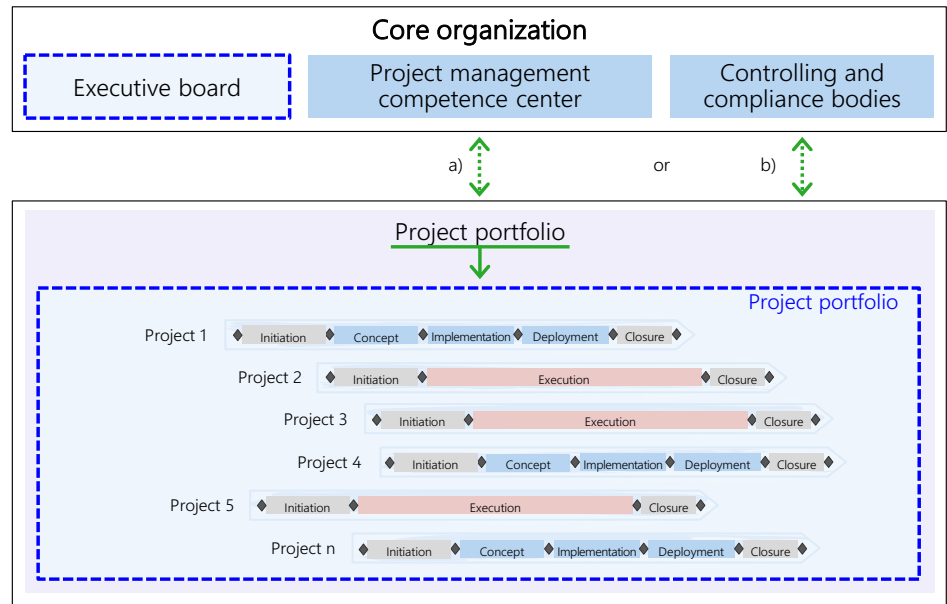 Core organization
Executive board
Project management
competence center
Controlling and
compliance bodies
a)
or
b)
Project portfolio
Project portfolio
Project 1
Initiation
Concept
Implementation
Deployment
Closure
Project 2
Initiation
Execution
Closure
Project 3
Initiation
Execution
Closure
Project 4
Initiation
Concept
Implementation
Deployment
Closure
Project 5
Initiation
Execution
Closure
Project n
Initiation
Concept
Implementation
Deployment
Closure